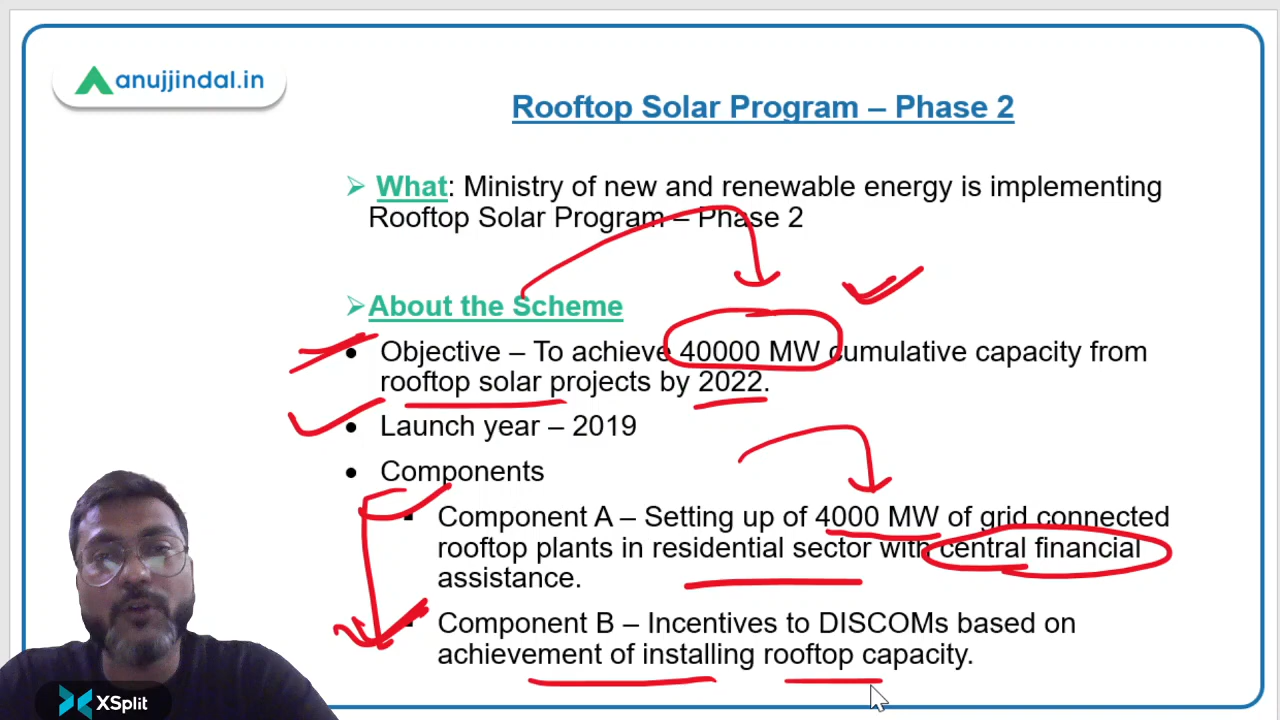 anujjindal.in
Rooftop Solar Program – Phase 2
➢ What: Ministry of new and renewable energy is implementing
Rooftop Solar Program – Phase 2
➢About the Scheme
• Objective – To achieve 40000 MW cumulative capacity from
rooftop solar projects by 2022.
• Launch year – 2019
• Components
▪ Component A – Setting up of 4000 MW of grid connected
rooftop plants in residential sector with central financial
assistance.
▪ Component B – Incentives to DISCOMs based on
achievement of installing rooftop capacity.
XSplit